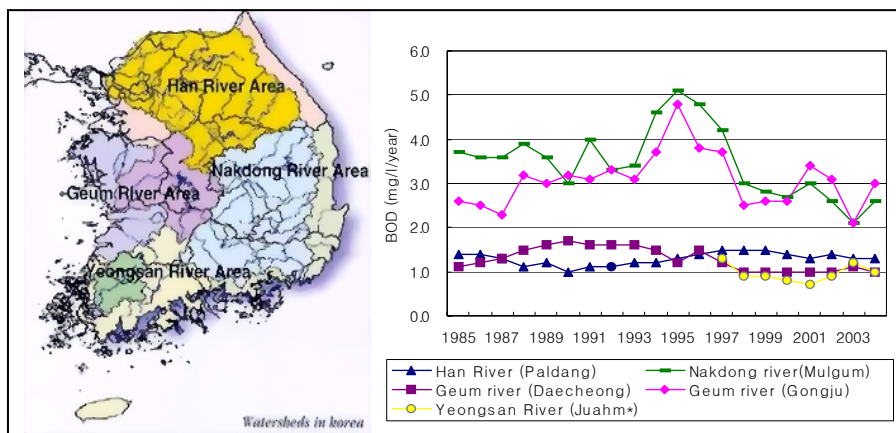 Han River Area
Nakdong River Area
Geum River Area
Yeongsan River Area
Watersheds in korea
BOD (mg/l/year)
6.0
5.0
4.0
3.0
2.0
1.0
0.0
1985 1987 1989 1991 1993 1995 1997 1999 2001 2003
Han River (Paldang) Nakdong river(Mulgum)
Geum river (Daecheong) Geum river (Gongju)
Yeongsan River (Juahm*)